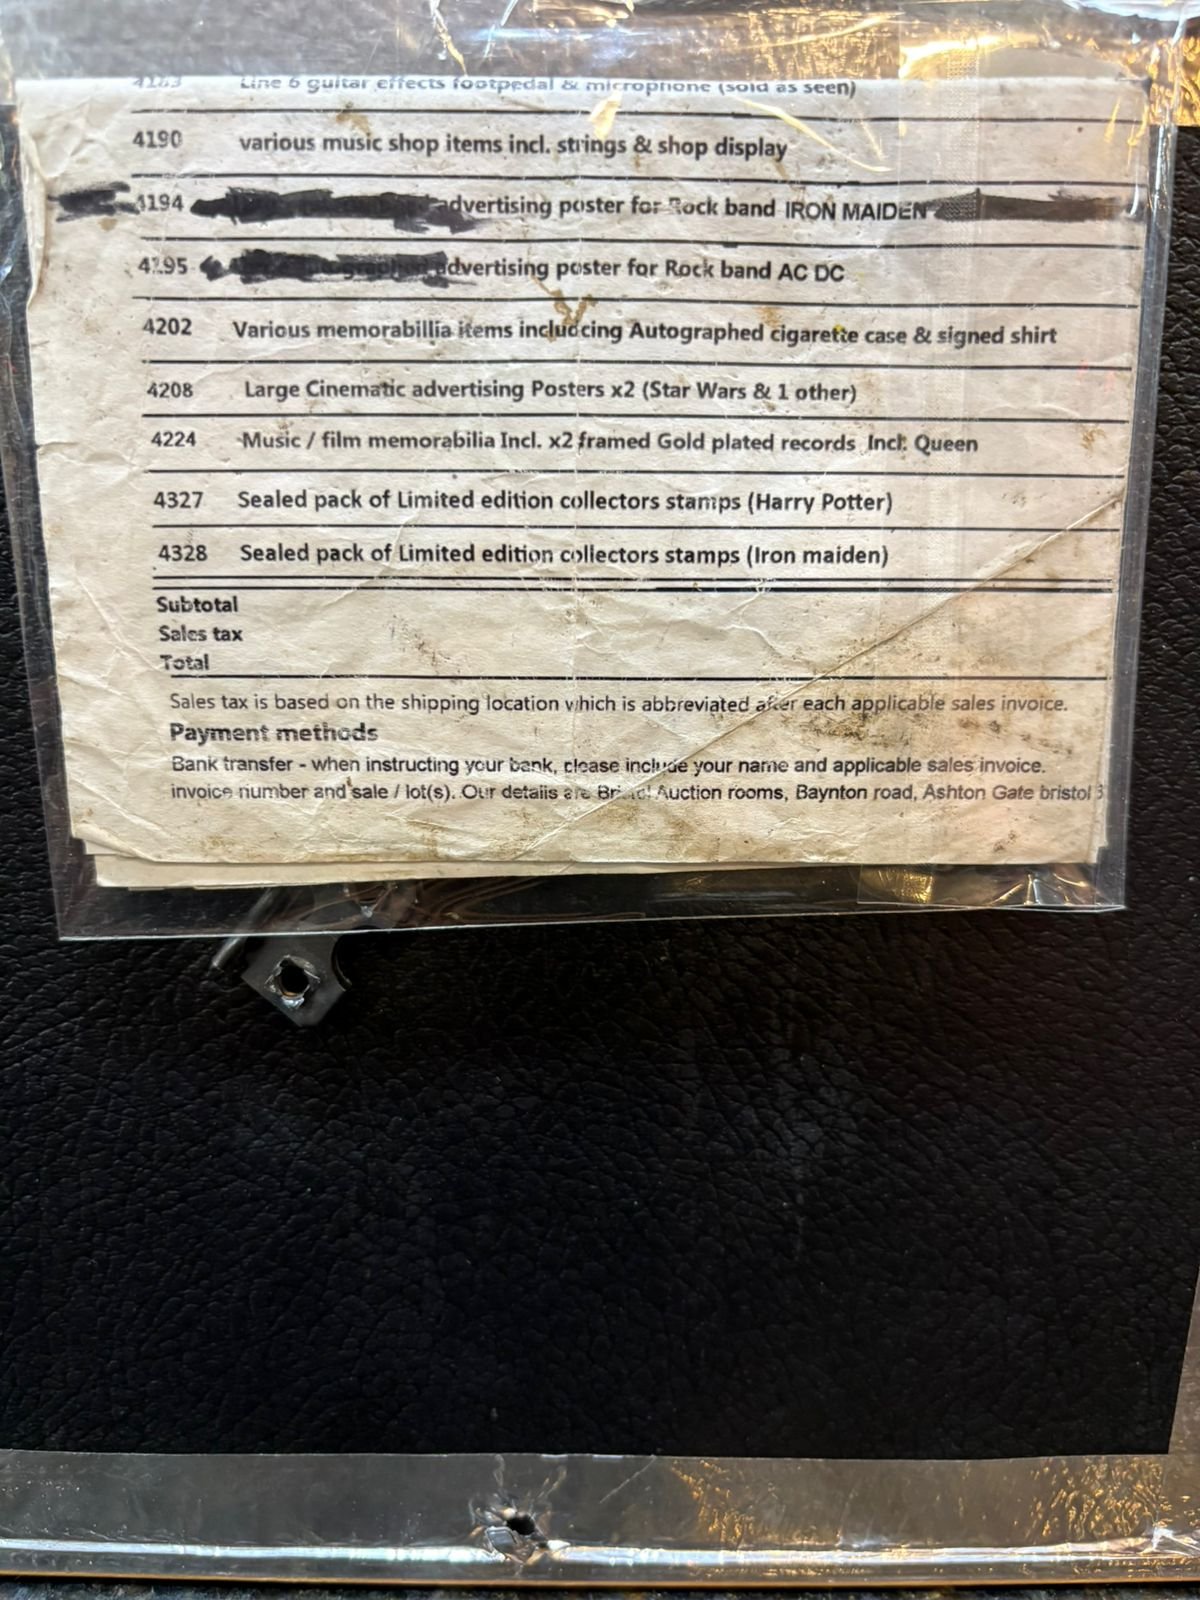 4183 Line 6 guitar effects footpedal & microphone (sold as seen)
4190 various music shop items incl. strings & shop display
4194 advertising poster for Rock band IRON MAIDEN
4195 advertising poster for Rock band AC DC
4202 Various memorabillia items includcing Autographed cigarette case & signed shirt
4208 Large Cinematic advertising Posters x2 (Star Wars & 1 other)
4224 Music / film memorabilia Incl. x2 framed Gold plated records Incl. Queen
4327 Sealed pack of Limited edition collectors stamps (Harry Potter)
4328 Sealed pack of Limited edition collectors stamps (Iron maiden)
Subtotal
Sales tax
Total
Sales tax is based on the shipping location which is abbreviated after each applicable sales invoice.
Payment methods
Bank transfer - when instructing your bank, please include your name and applicable sales invoice.
invoice number and sale / lot(s). Our details are Bristol Auction rooms, Baynton road, Ashton Gate bristol 3